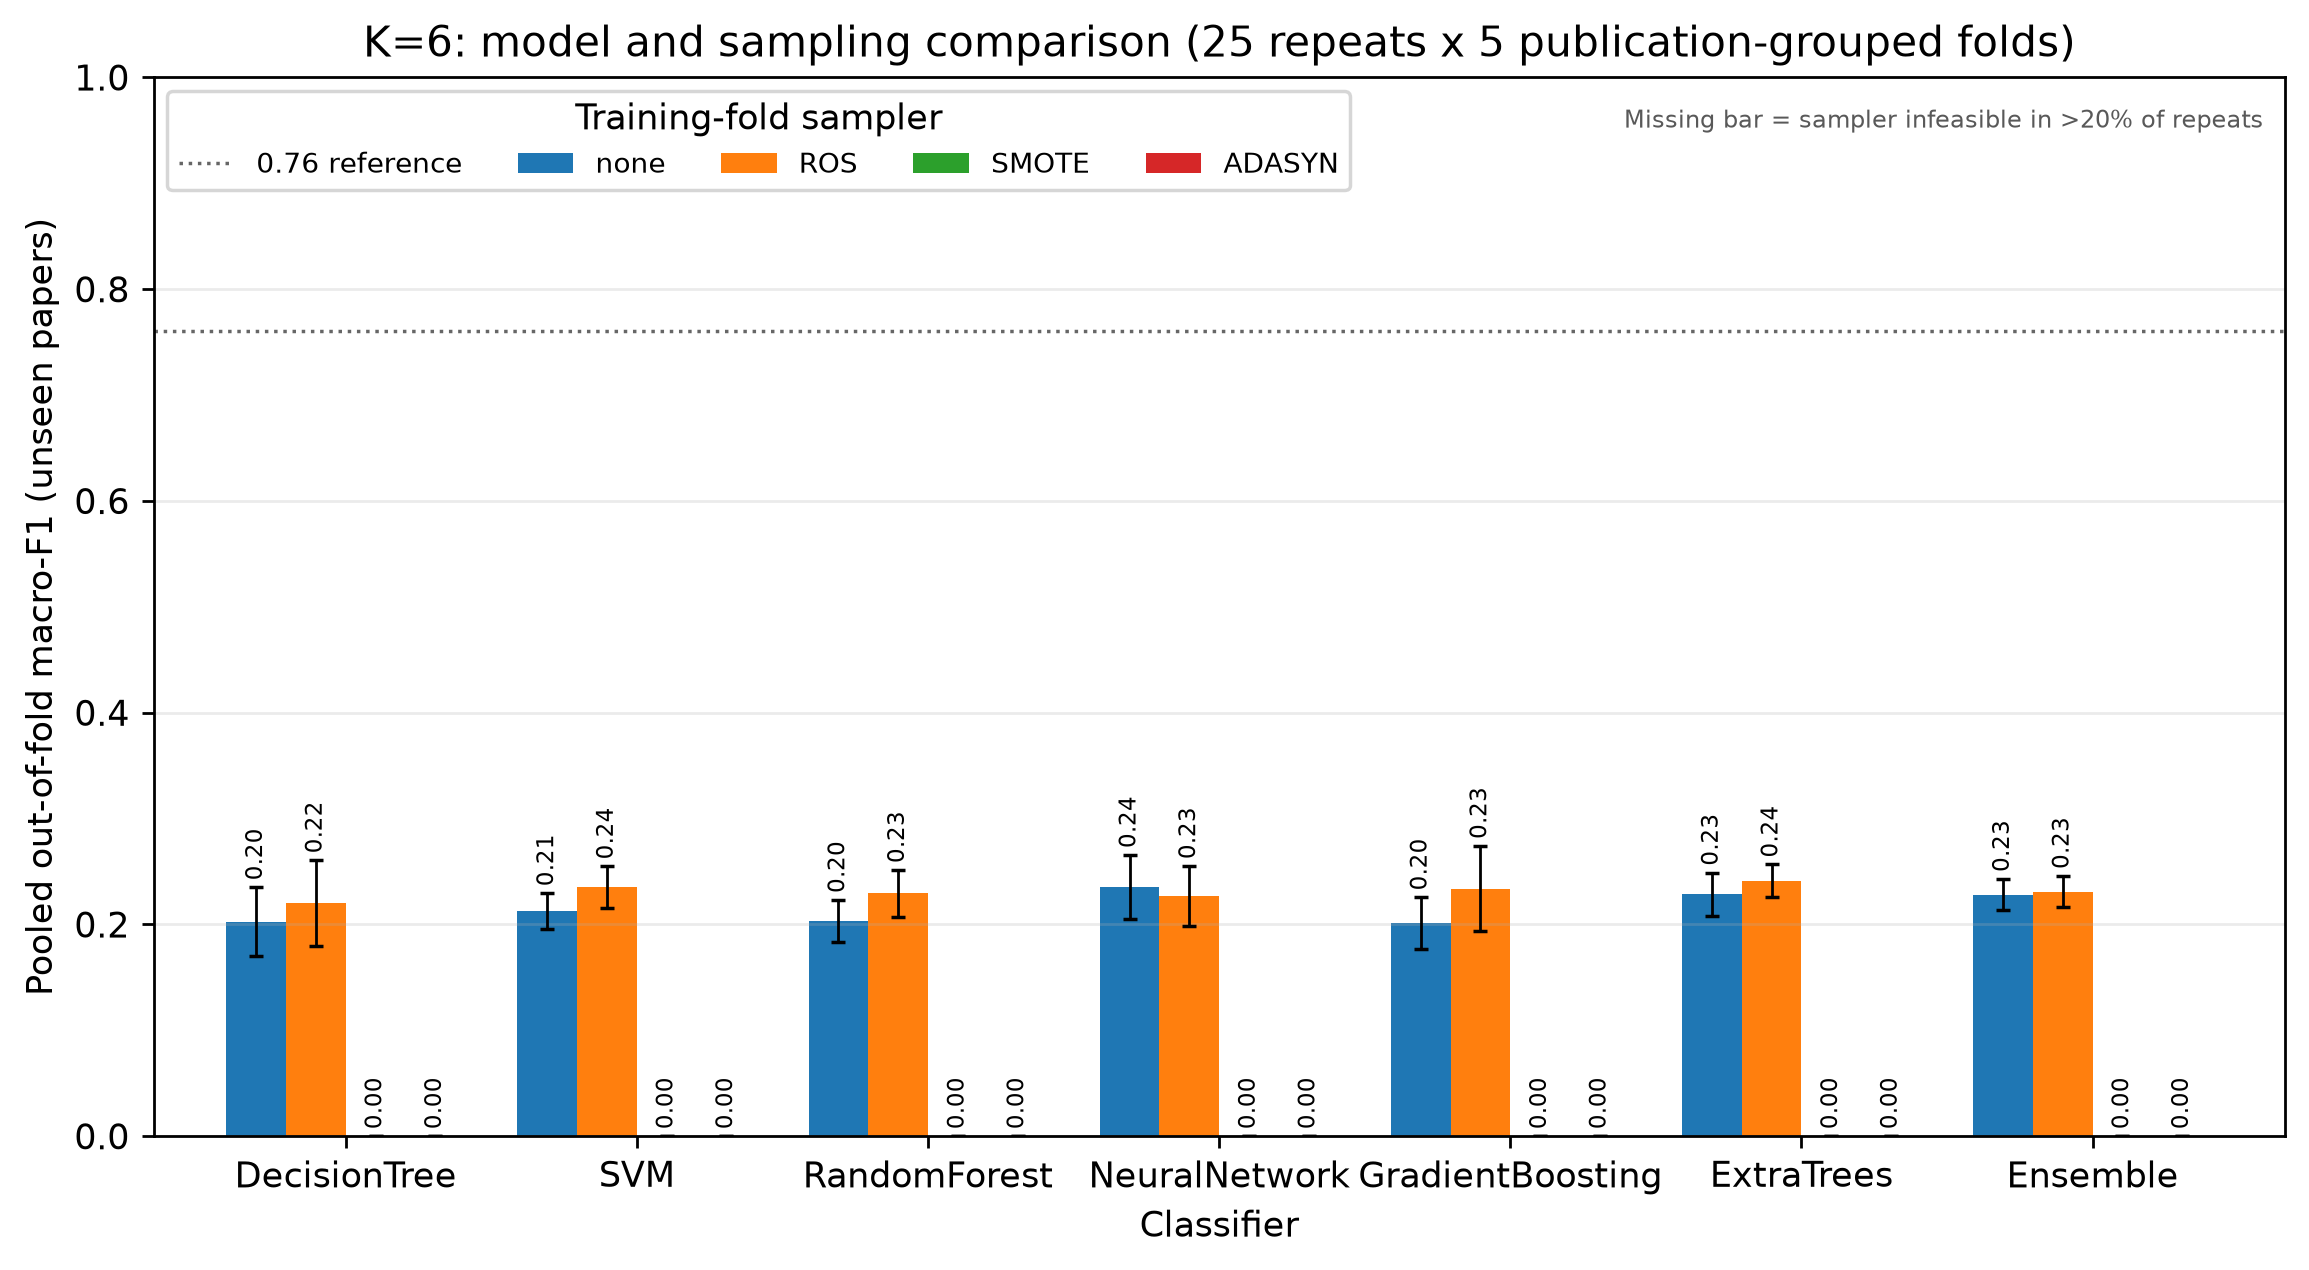 K=6: model and sampling comparison (25 repeats x 5 publication-grouped folds)
Training-fold sampler
0.76 reference none ROS SMOTE ADASYN
Missing bar = sampler infeasible in >20% of repeats
Pooled out-of-fold macro-F1 (unseen papers)
1.0
0.8
0.6
0.4
0.2
0.0
0.20 0.22 0.00 0.00
0.21 0.24 0.00 0.00
0.20 0.23 0.00 0.00
0.24 0.23 0.00 0.00
0.20 0.23 0.00 0.00
0.23 0.24 0.00 0.00
0.23 0.23 0.00 0.00
DecisionTree SVM RandomForest NeuralNetwork GradientBoosting ExtraTrees Ensemble
Classifier